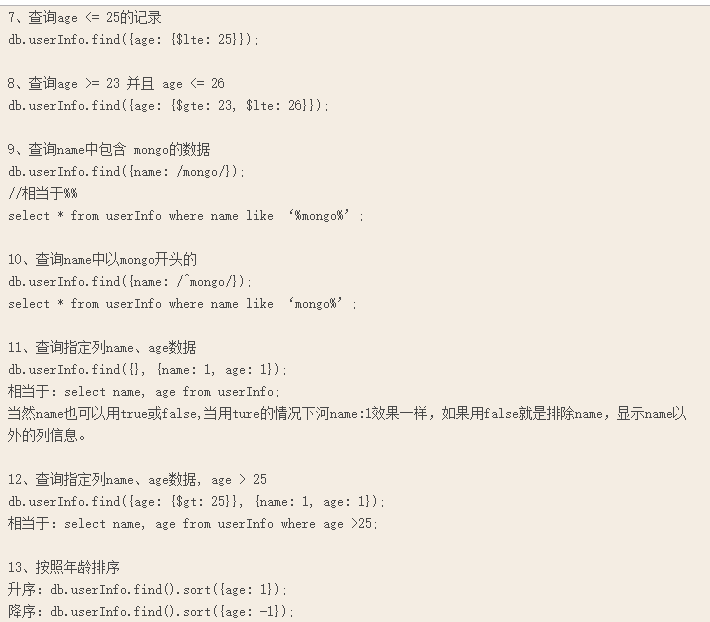 7、查询age <= 25的记录
db.userInfo.find({age: {$lte: 25}});
8、查询age >= 23 并且 age <= 26
db.userInfo.find({age: {$gte: 23, $lte: 26}});
9、查询name中包含 mongo的数据
db.userInfo.find({name: /mongo/});
//相当于%%
select * from userInfo where name like ‘%mongo%’;
10、查询name中以mongo开头的
db.userInfo.find({name: /^mongo/});
select * from userInfo where name like ‘mongo%’;
11、查询指定列name、age数据
db.userInfo.find({}, {name: 1, age: 1});
相当于：select name, age from userInfo;
当然name也可以用true或false,当用ture的情况下河name:1效果一样，如果用false就是排除name，显示name以
外的列信息。
12、查询指定列name、age数据, age > 25
db.userInfo.find({age: {$gt: 25}}, {name: 1, age: 1});
相当于：select name, age from userInfo where age >25;
13、按照年龄排序
升序：db.userInfo.find().sort({age: 1});
降序：db.userInfo.find().sort({age: -1});